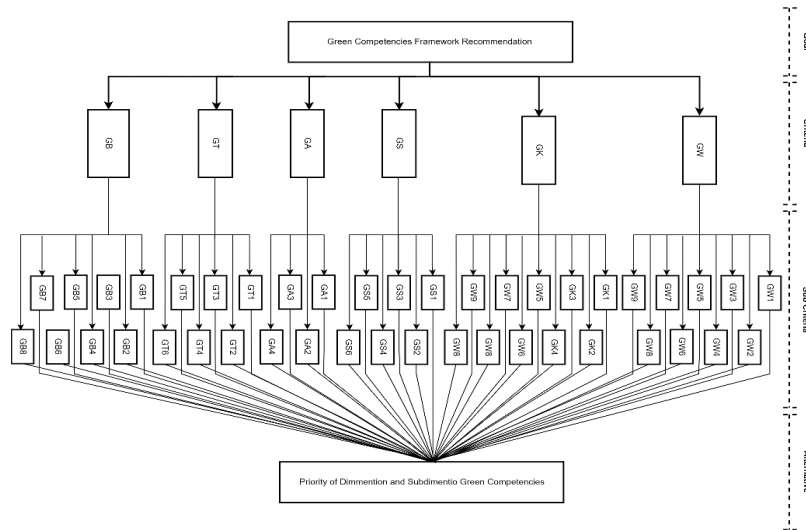 Green Competencies Framework Recommendation
GB
GT
GA
GS
GK
GW
GB7
GB5
GB3
GB1
GT5
GT3
GT1
GA3
GA1
GS5
GS3
GS1
GW9
GW7
GW5
GK3
GK1
GW9
GW7
GW5
GW3
GW1
GB8
GB6
GB4
GB2
GT6
GT4
GT2
GA4
GA2
GS6
GS4
GS2
GW8
GW8
GW6
GK4
GK2
GW8
GW6
GW4
GW2
Priority of Dimmention and Subdimentio Green Competencies